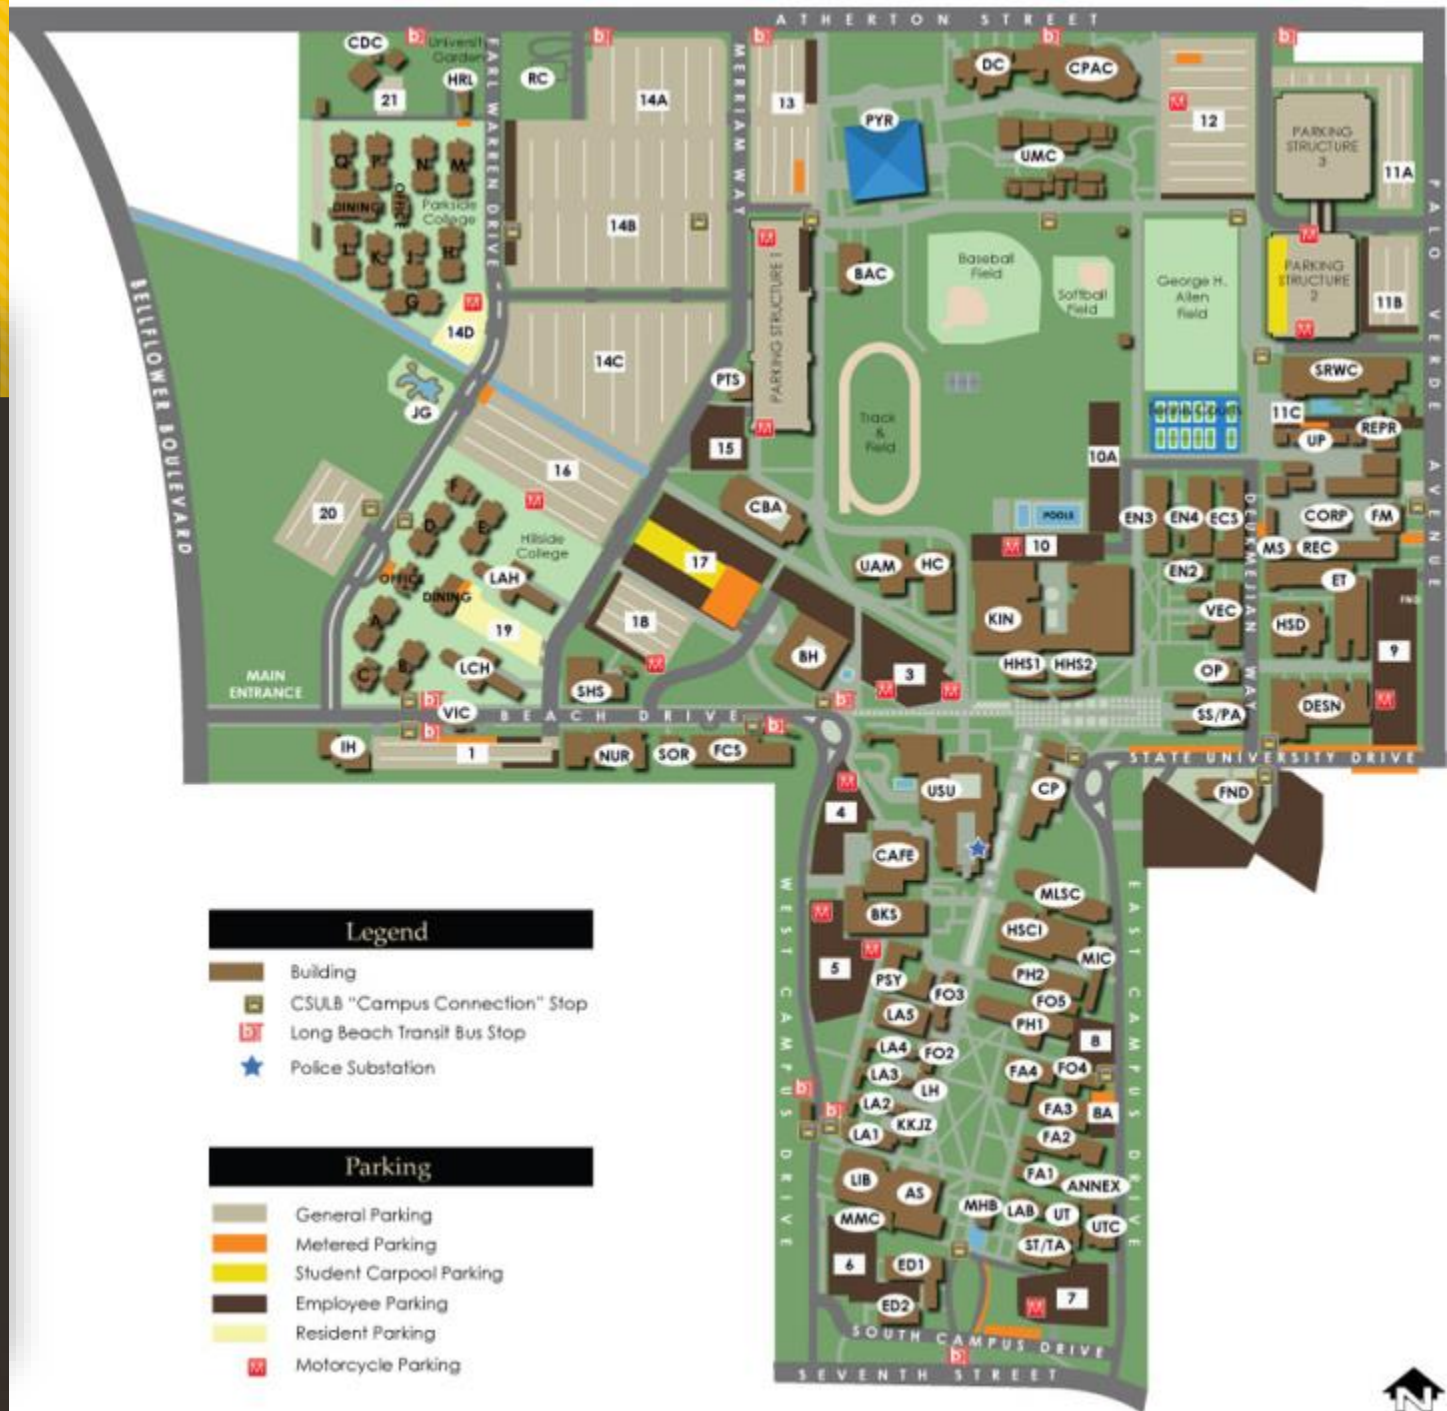 ATHERTON STREET
CDC
University
Gardens
HRL
21
RC
EARL WARREN DRIVE
14A
MERRIAM WAY
13
PYR
DC
CPAC
UMC
12
PARKING
STRUCTURE
3
11A
PALO VERDE AVENUE
Q
P
N
M
DINING
OFFICE
Parkside
College
L
K
J
H
G
14B
14D
14C
JG
BELLFLOWER BOULEVARD
PARKING STRUCTURE 1
BAC
Baseball
Field
Softball
Field
George H.
Allen
Field
PARKING
STRUCTURE
2
11B
PTS
15
Track
&
Field
10A
Tennis Courts
SRWC
11C
UP
REPR
16
20
F
D
E
Hillside
College
OFFICE
DINING
LAH
19
A
B
C
LCH
17
18
CBA
UAM
HC
POOLS
10
KIN
HHS1
HHS2
EN3
EN4
ECS
EN2
VEC
OP
SS/PA
DEUKMEJIAN WAY
CORP
FM
MS
REC
ET
HSD
FND
9
DESN
MAIN
ENTRANCE
SHS
BH
3
VIC
BEACH DRIVE
IH
1
NUR
SOR
FCS
STATE UNIVERSITY DRIVE
4
USU
CP
FND
CAFE
BKS
5
WEST CAMPUS DRIVE
EAST CAMPUS DRIVE
MLSC
HSCI
MIC
PSY
FO3
PH2
FO5
PH1
8
LA5
LA4
FO2
LA3
LH
LA2
KKJZ
LA1
FA4
FO4
FA3
8A
FA2
FA1
ANNEX
LIB
AS
MMC
MHB
LAB
UT
UTC
ST/TA
6
ED1
ED2
7
SOUTH CAMPUS DRIVE
SEVENTH STREET
Legend
Building
CSULB "Campus Connection" Stop
b Long Beach Transit Bus Stop
Police Substation
Parking
General Parking
Metered Parking
Student Carpool Parking
Employee Parking
Resident Parking
M Motorcycle Parking
N